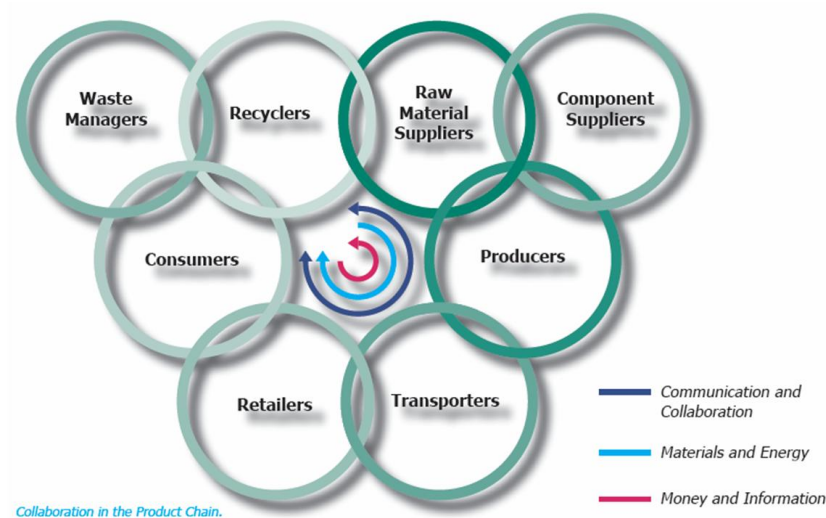 Waste
Managers
Recyclers
Raw
Material
Suppliers
Component
Suppliers
Consumers
Producers
Retailers
Transporters
Communication and
Collaboration
Materials and Energy
Money and Information
Collaboration in the Product Chain.